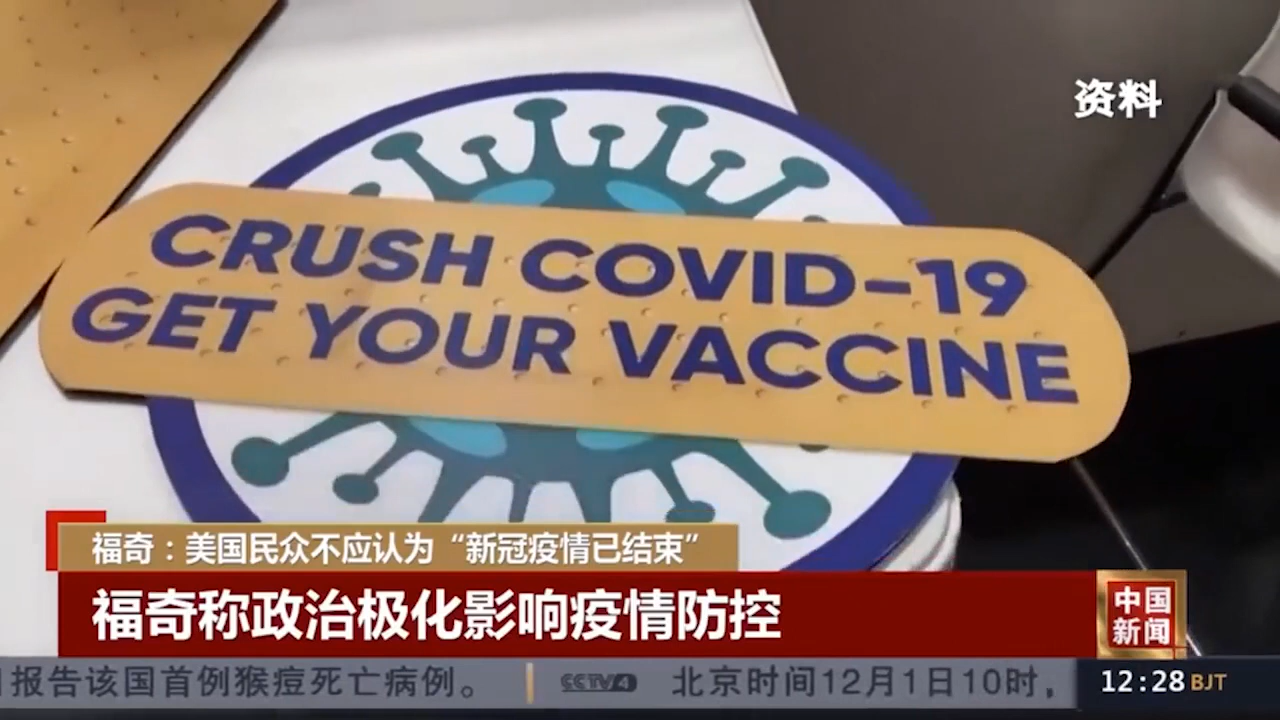 资料
CRUSH COVID-19
GET YOUR VACCINE
福奇：美国民众不应认为“新冠疫情已结束”
福奇称政治极化影响疫情防控
中国
新闻
报告该国首例猴痘死亡病例。 CCTV4 北京时间12月1日10时，
12:28 BJT